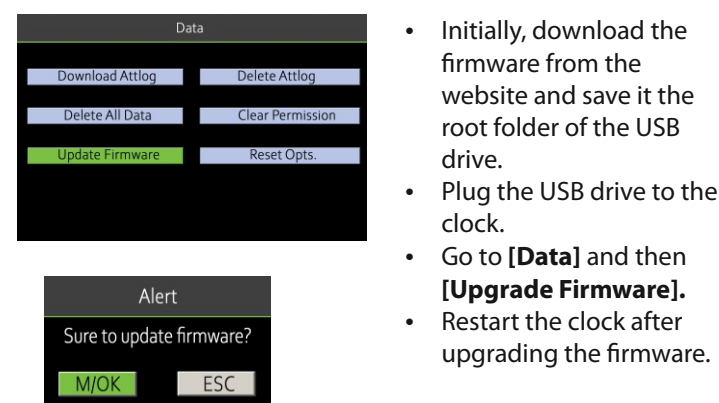 Data
Download Attlog
Delete Attlog
Delete All Data
Clear Permission
Update Firmware
Reset Opts.
Alert
Sure to update firmware?
M/OK
ESC
• Initially, download the
firmware from the
website and save it the
root folder of the USB
drive.
• Plug the USB drive to the
clock.
• Go to [Data] and then
[Upgrade Firmware].
• Restart the clock after
upgrading the firmware.